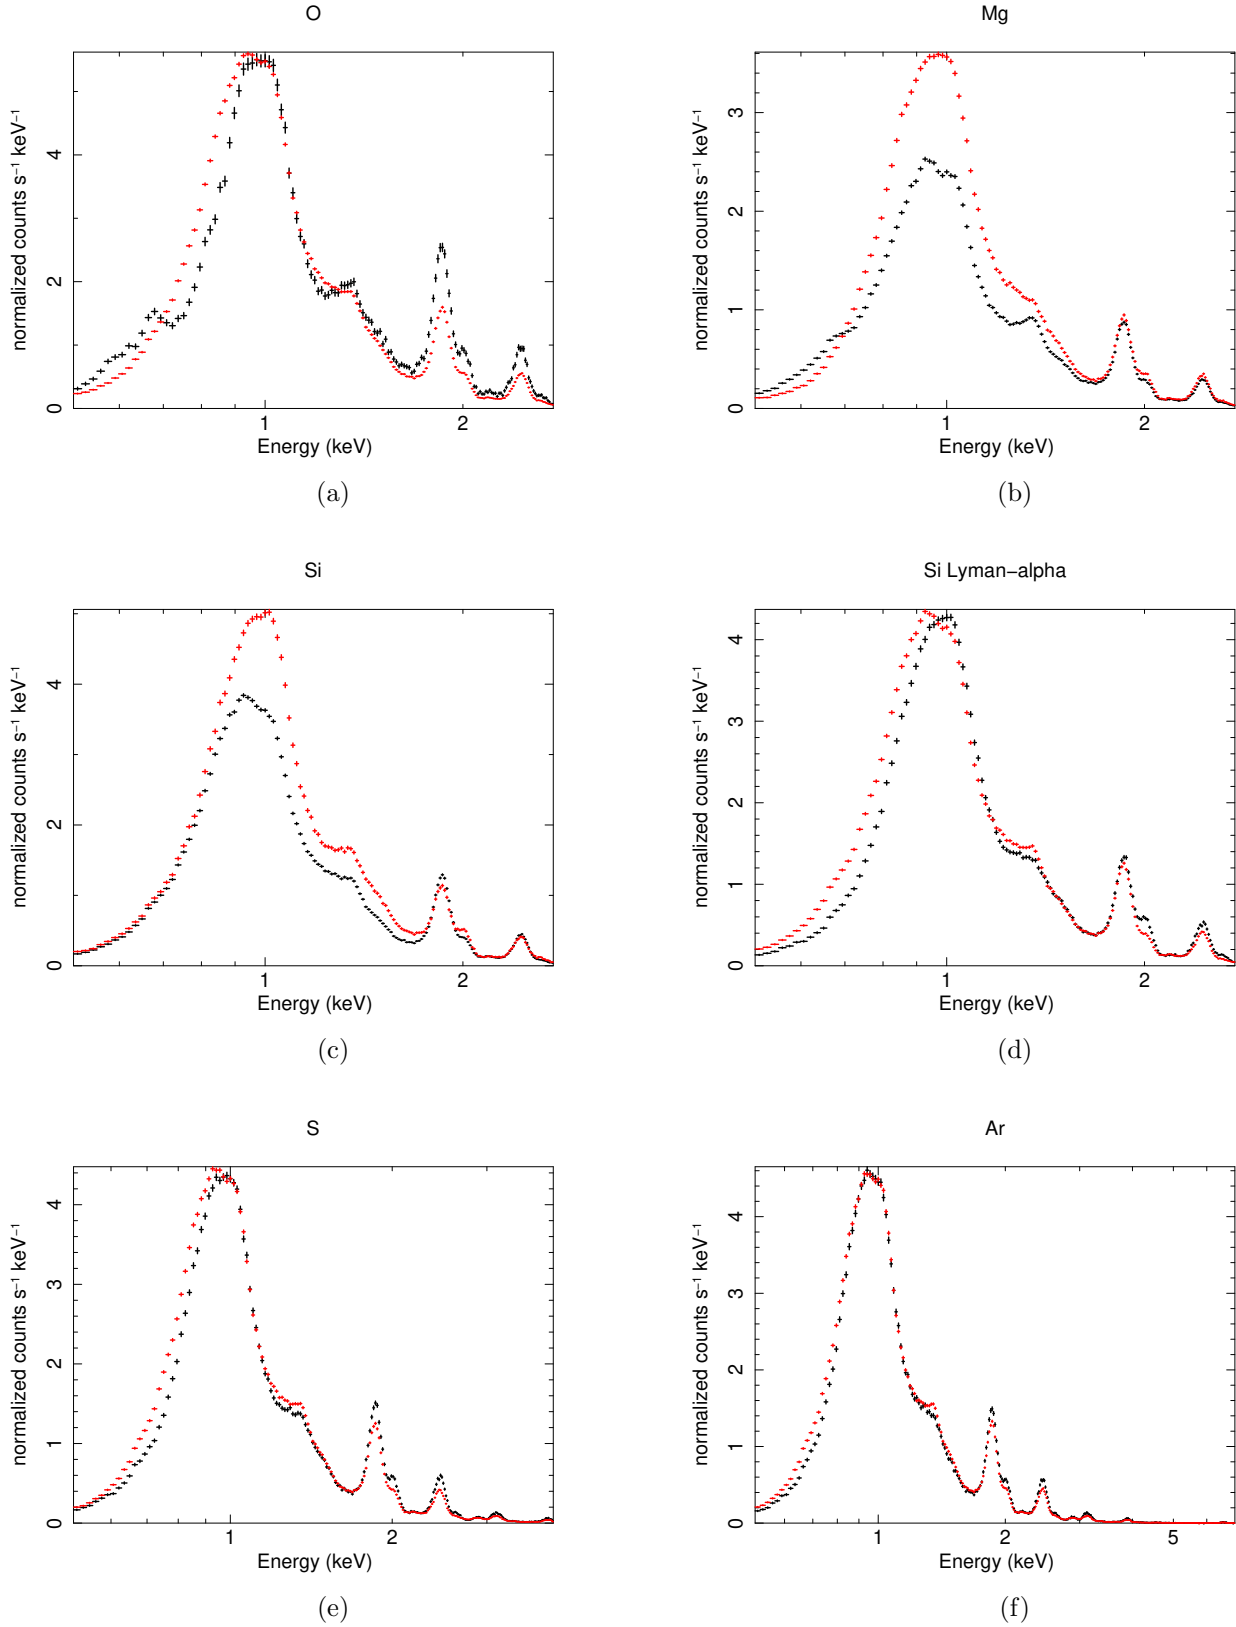 O
normalized counts s⁻¹ keV⁻¹
0 2 4
1 2
Energy (keV)
(a)
Mg
normalized counts s⁻¹ keV⁻¹
0 1 2 3
1 2
Energy (keV)
(b)
Si
normalized counts s⁻¹ keV⁻¹
0 2 4
1 2
Energy (keV)
(c)
Si Lyman−alpha
normalized counts s⁻¹ keV⁻¹
0 1 2 3 4
1 2
Energy (keV)
(d)
S
normalized counts s⁻¹ keV⁻¹
0 1 2 3 4
1 2
Energy (keV)
(e)
Ar
normalized counts s⁻¹ keV⁻¹
0 1 2 3 4
1 2 5
Energy (keV)
(f)